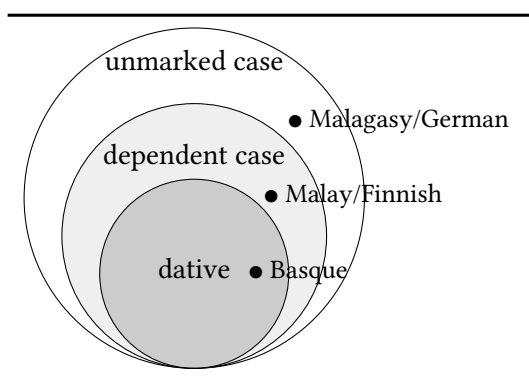 unmarked case
● Malagasy/German
dependent case
● Malay/Finnish
dative ● Basque